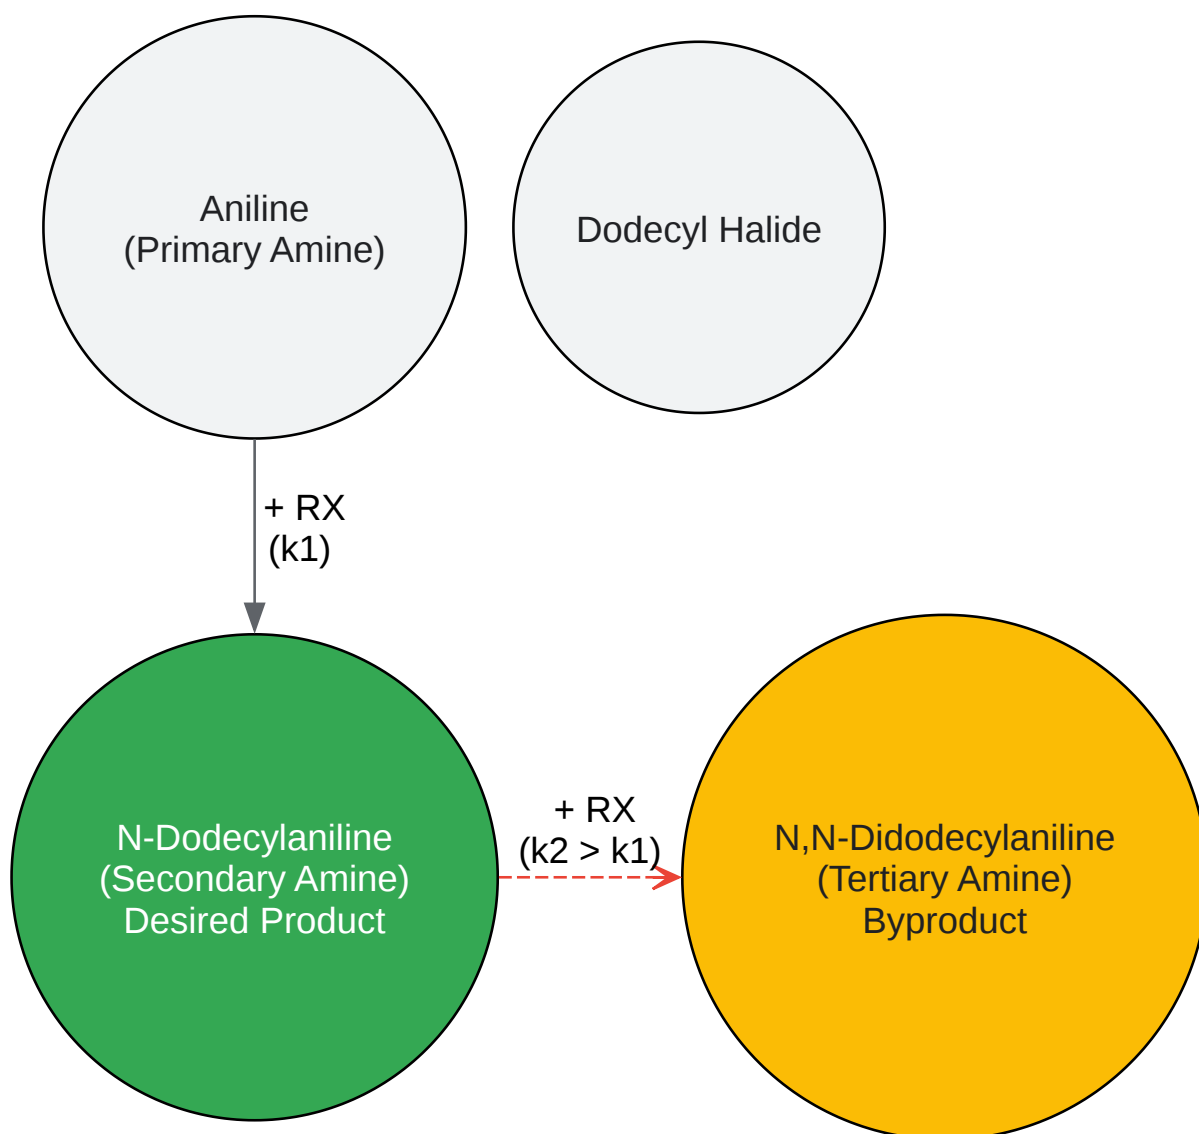 Aniline
(Primary Amine)
Dodecyl Halide
+ RX
(k1)
N-Dodecylaniline
(Secondary Amine)
Desired Product
+ RX
(k2 > k1)
N,N-Didodecylaniline
(Tertiary Amine)
Byproduct